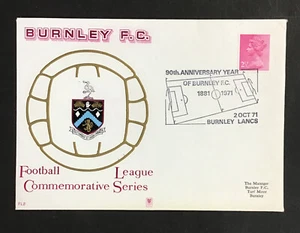 BURNLEY F.C.
90th ANNIVERSARY YEAR
OF BURNLEY F.C.
1881 1971
2 OCT 71
BURNLEY LANCS
Football League
Commemorative Series
The Manager
Burnley F.C.
Turf Moor
Burnley